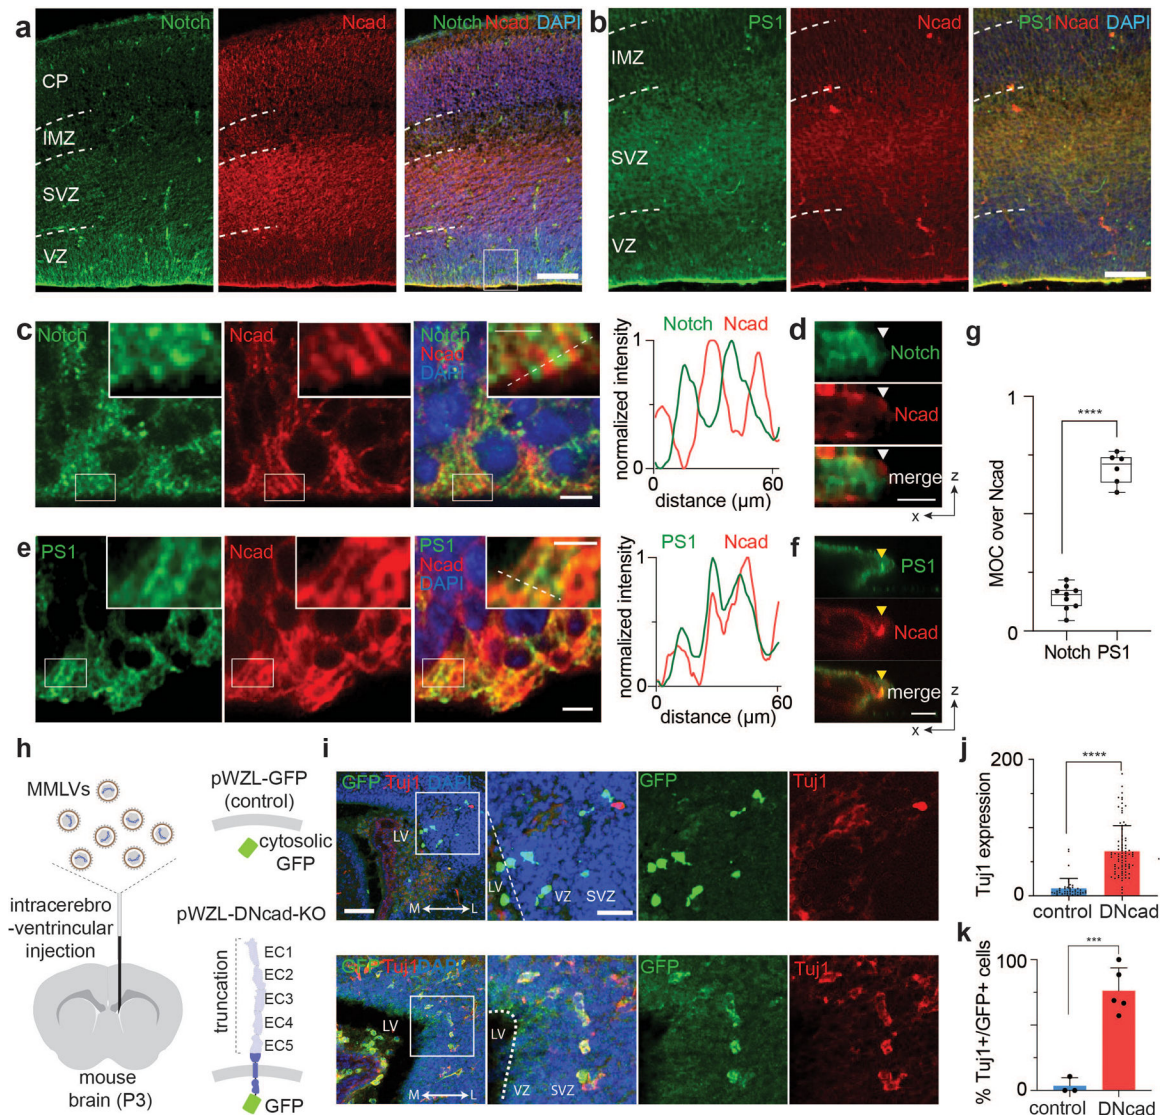 a
Notch
Ncad
Notch Ncad DAPI
CP
IMZ
SVZ
VZ
b
PS1
Ncad
PS1 Ncad DAPI
IMZ
SVZ
VZ
c
Notch
Ncad
Notch
Ncad
DAPI
Notch Ncad
normalized intensity
1
0
0
60
distance (µm)
d
Notch
Ncad
merge
z
x
e
PS1
Ncad
PS1
Ncad
DAPI
PS1 Ncad
normalized intensity
1
0
0
60
distance (µm)
f
PS1
Ncad
merge
z
x
g
MOC over Ncad
1
0
****
Notch PS1
h
MMLVs
intracerebro
-ventrincular
injection
mouse
brain (P3)
pWZL-GFP
(control)
cytosolic
GFP
pWZL-DNcad-KO
truncation
EC1
EC2
EC3
EC4
EC5
GFP
i
GFP Tuj1 DAPI
LV
M L
LV
VZ
SVZ
GFP
Tuj1
GFP Tuj1 DAPI
LV
M L
LV
VZ
SVZ
GFP
Tuj1
j
Tuj1 expression
200
0
****
control DNcad
k
% Tuj1+/GFP+ cells
100
0
***
control DNcad